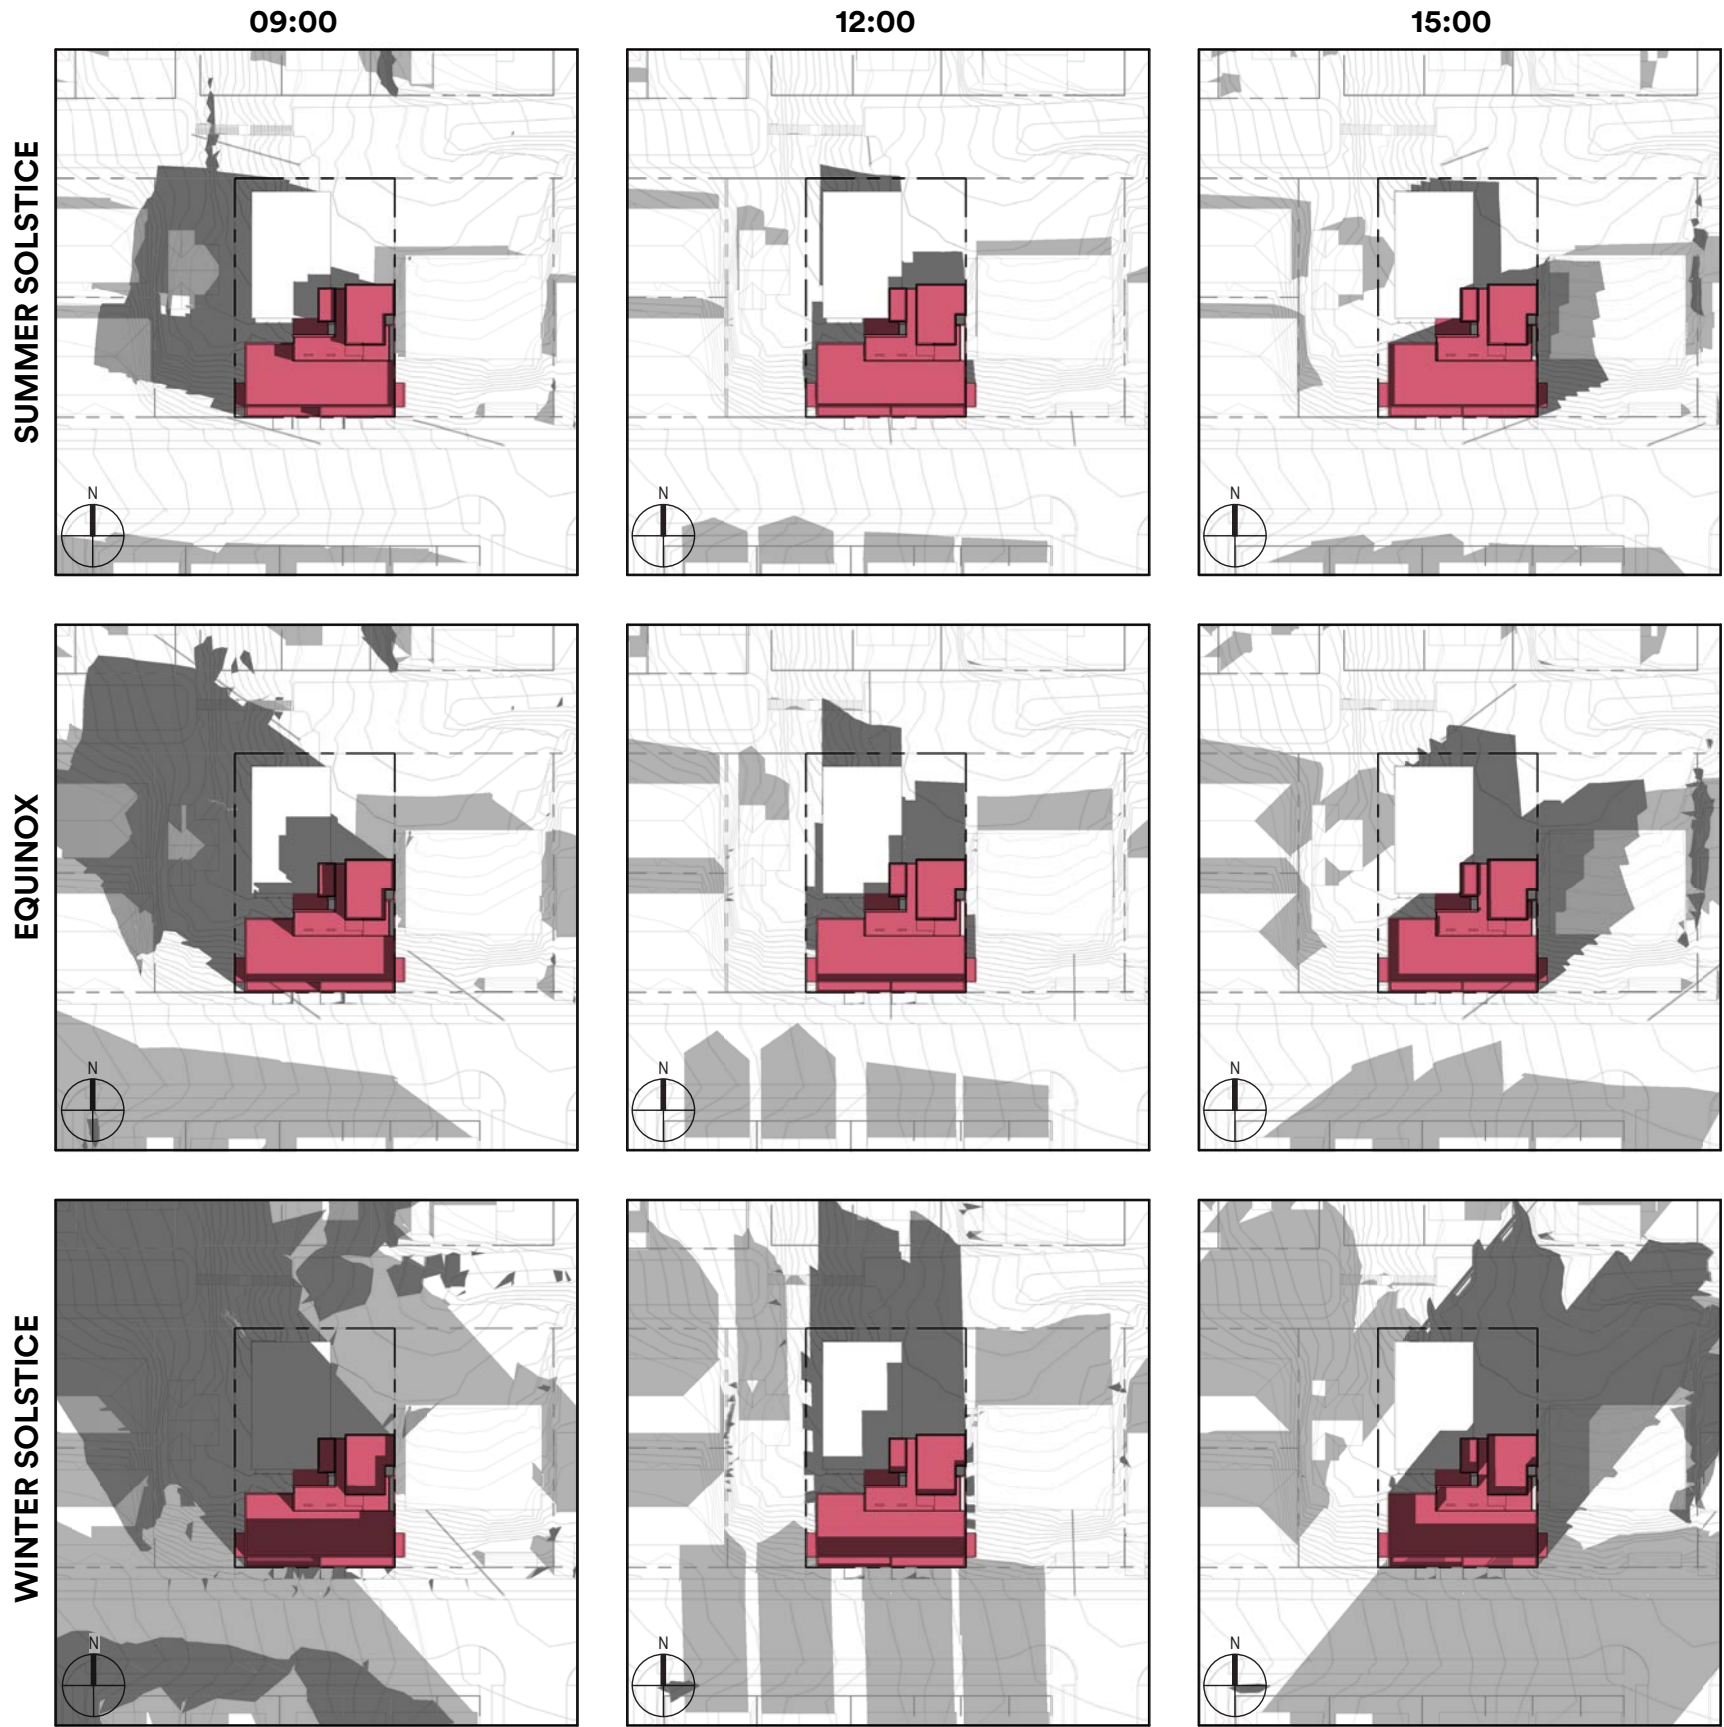 09:00 12:00 15:00
SUMMER SOLSTICE
N N N
EQUINOX
N N N
WINTER SOLSTICE
N N N